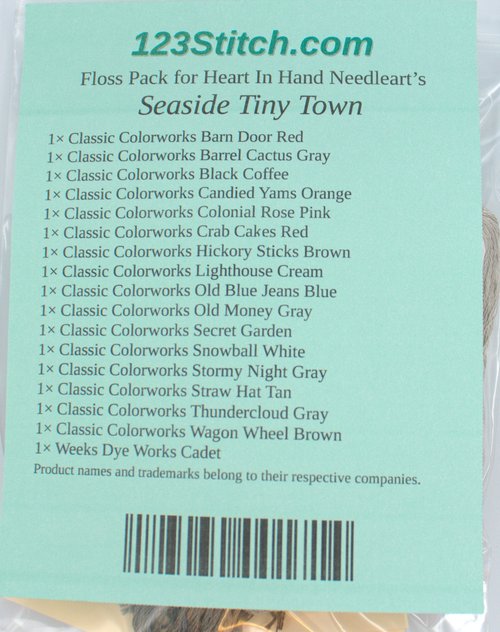 123Stitch.com
Floss Pack for Heart In Hand Needleart's
Seaside Tiny Town
1× Classic Colorworks Barn Door Red
1× Classic Colorworks Barrel Cactus Gray
1× Classic Colorworks Black Coffee
1× Classic Colorworks Candied Yams Orange
1× Classic Colorworks Colonial Rose Pink
1× Classic Colorworks Crab Cakes Red
1× Classic Colorworks Hickory Sticks Brown
1× Classic Colorworks Lighthouse Cream
1× Classic Colorworks Old Blue Jeans Blue
1× Classic Colorworks Old Money Gray
1× Classic Colorworks Secret Garden
1× Classic Colorworks Snowball White
1× Classic Colorworks Stormy Night Gray
1× Classic Colorworks Straw Hat Tan
1× Classic Colorworks Thundercloud Gray
1× Classic Colorworks Wagon Wheel Brown
1× Weeks Dye Works Cadet
Product names and trademarks belong to their respective companies.